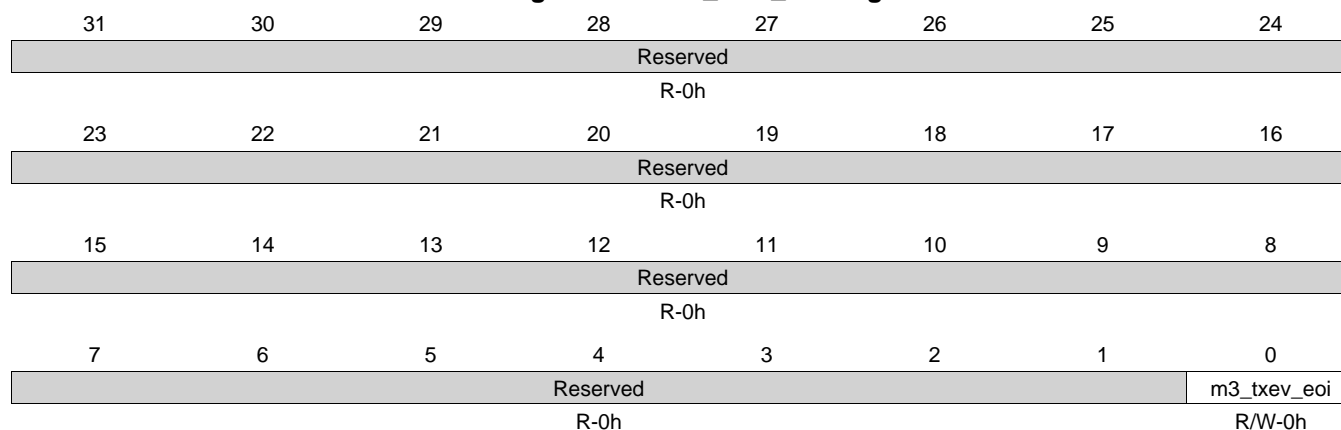 31 30 29 28 27 26 25 24
Reserved
R-0h
23 22 21 20 19 18 17 16
Reserved
R-0h
15 14 13 12 11 10 9 8
Reserved
R-0h
7 6 5 4 3 2 1 0
Reserved m3_txev_eoi
R-0h R/W-0h